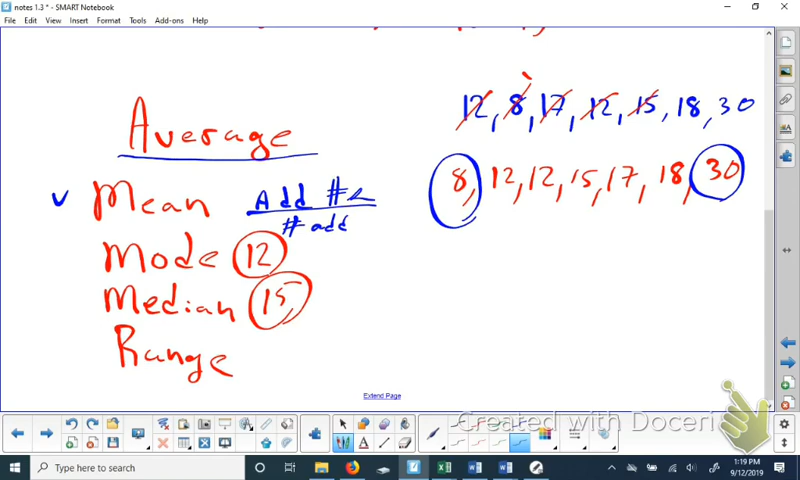 notes 1.3 * - SMART Notebook
File Edit View Insert Format Tools Add-ons Help
12, 8, 17, 12, 15, 18, 30
Average
8, 12, 12, 15, 17, 18, 30
Mean Add #s
# add
Mode 12
Median 15
Range
Extend Page
Created with Doceri
Type here to search
1:19 PM
9/12/2019